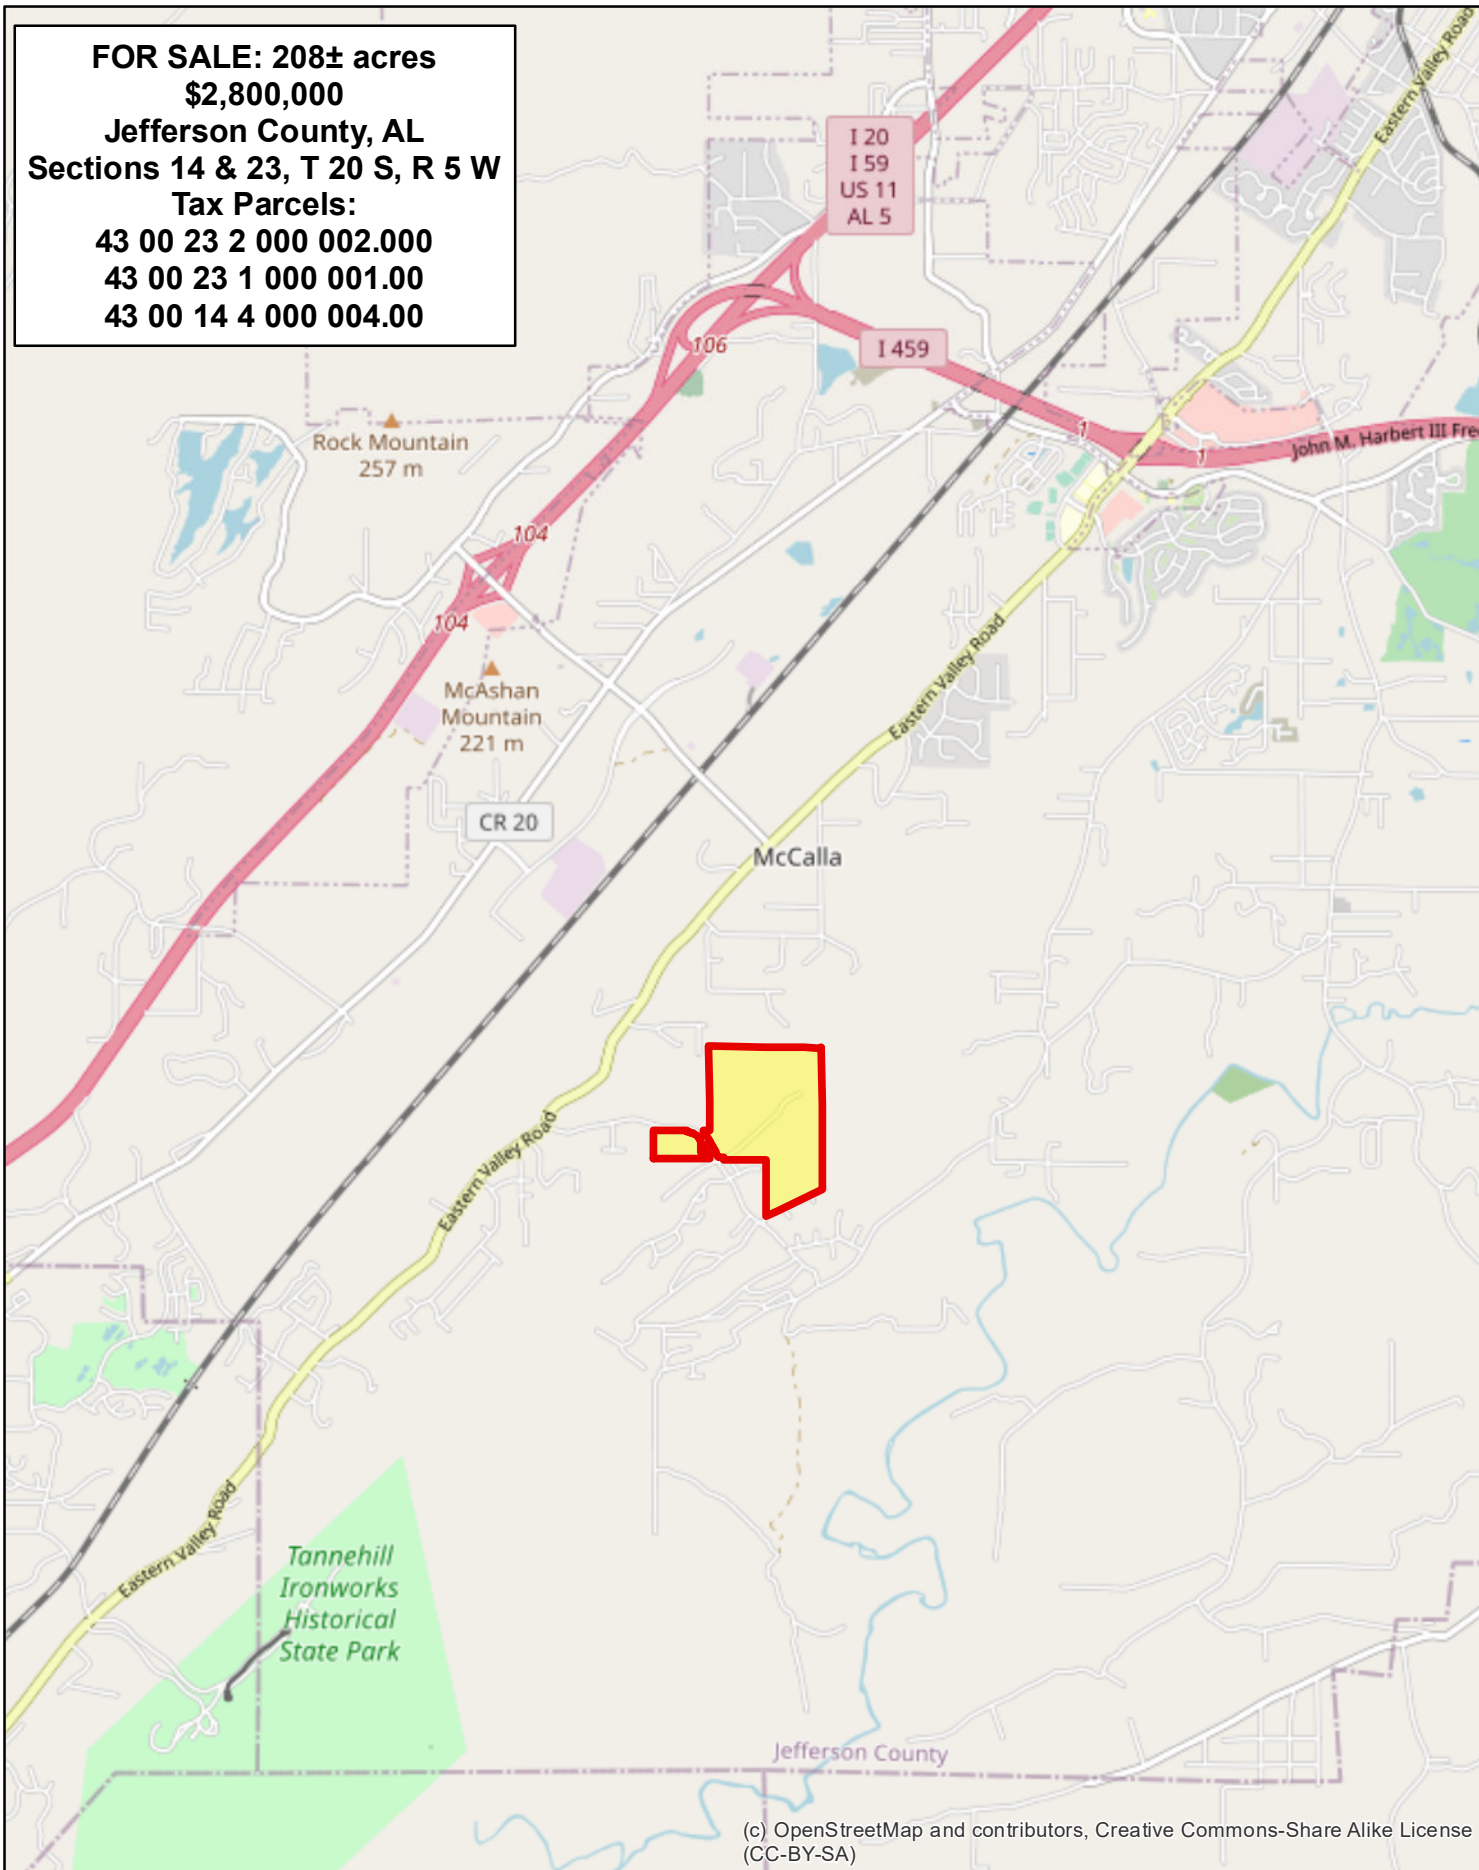 FOR SALE: 208± acres
$2,800,000
Jefferson County, AL
Sections 14 & 23, T 20 S, R 5 W
Tax Parcels:
43 00 23 2 000 002.000
43 00 23 1 000 001.00
43 00 14 4 000 004.00
Eastern Valley Road
I 20
I 59
US 11
AL 5
106
I 459
1
1
John M. Harbert III Fre
Rock Mountain
257 m
104
104
McAshan
Mountain
221 m
Eastern Valley Road
CR 20
McCalla
Eastern Valley Road
Eastern Valley Road
Tannehill
Ironworks
Historical
State Park
Jefferson County
(c) OpenStreetMap and contributors, Creative Commons-Share Alike License
(CC-BY-SA)